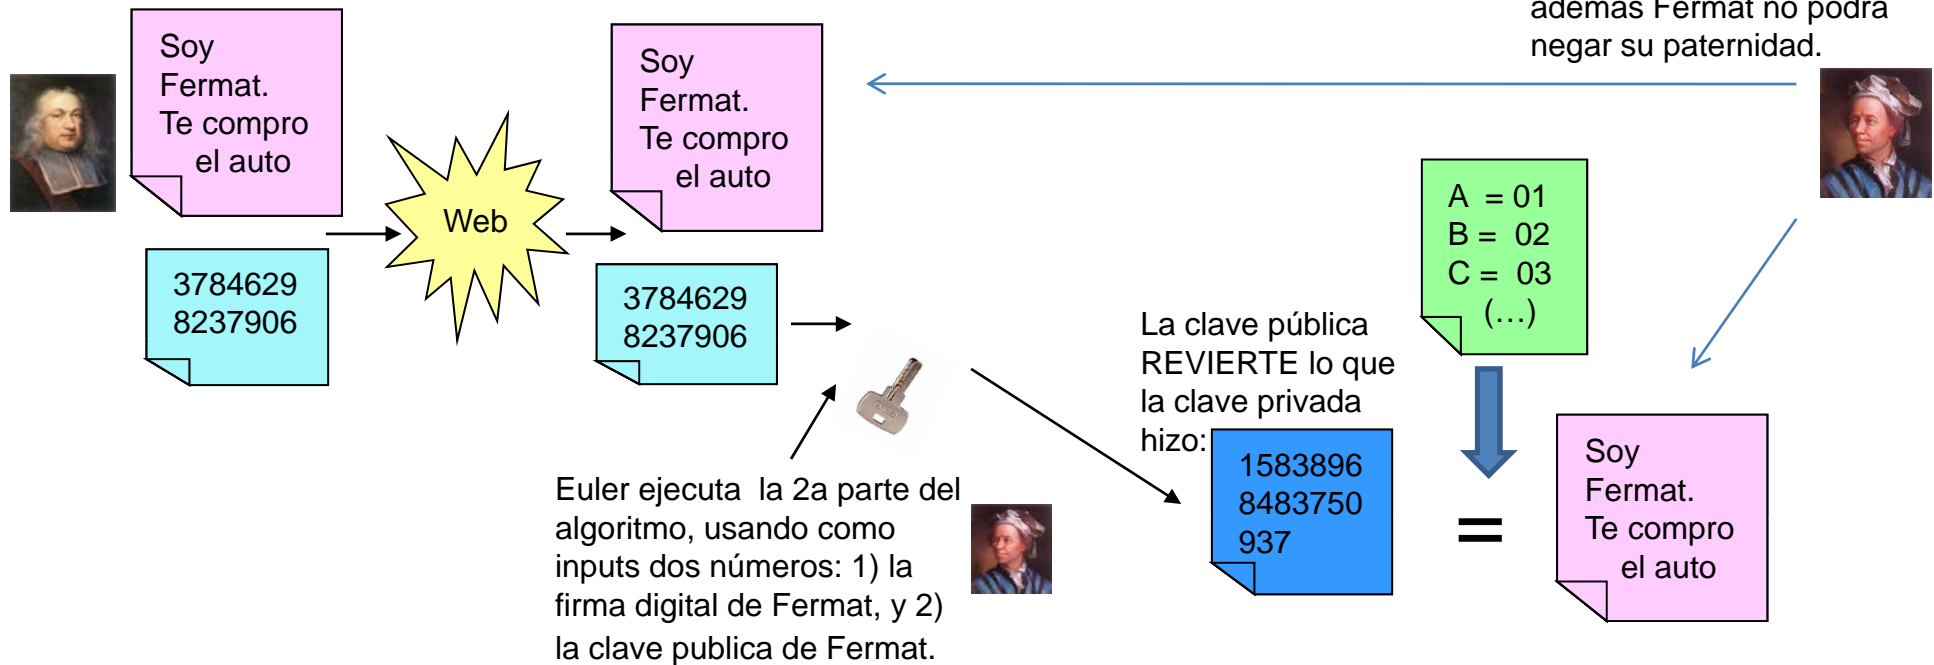 además Fermat no podrá
negar su paternidad.
Soy
Fermat.
Te compro
el auto
3784629
8237906
Web
Soy
Fermat.
Te compro
el auto
3784629
8237906
Euler ejecuta la 2a parte del
algoritmo, usando como
inputs dos números: 1) la
firma digital de Fermat, y 2)
la clave publica de Fermat.
La clave pública
REVIERTE lo que
la clave privada
hizo:
1583896
8483750
937
A = 01
B = 02
C = 03
(...)
=
Soy
Fermat.
Te compro
el auto